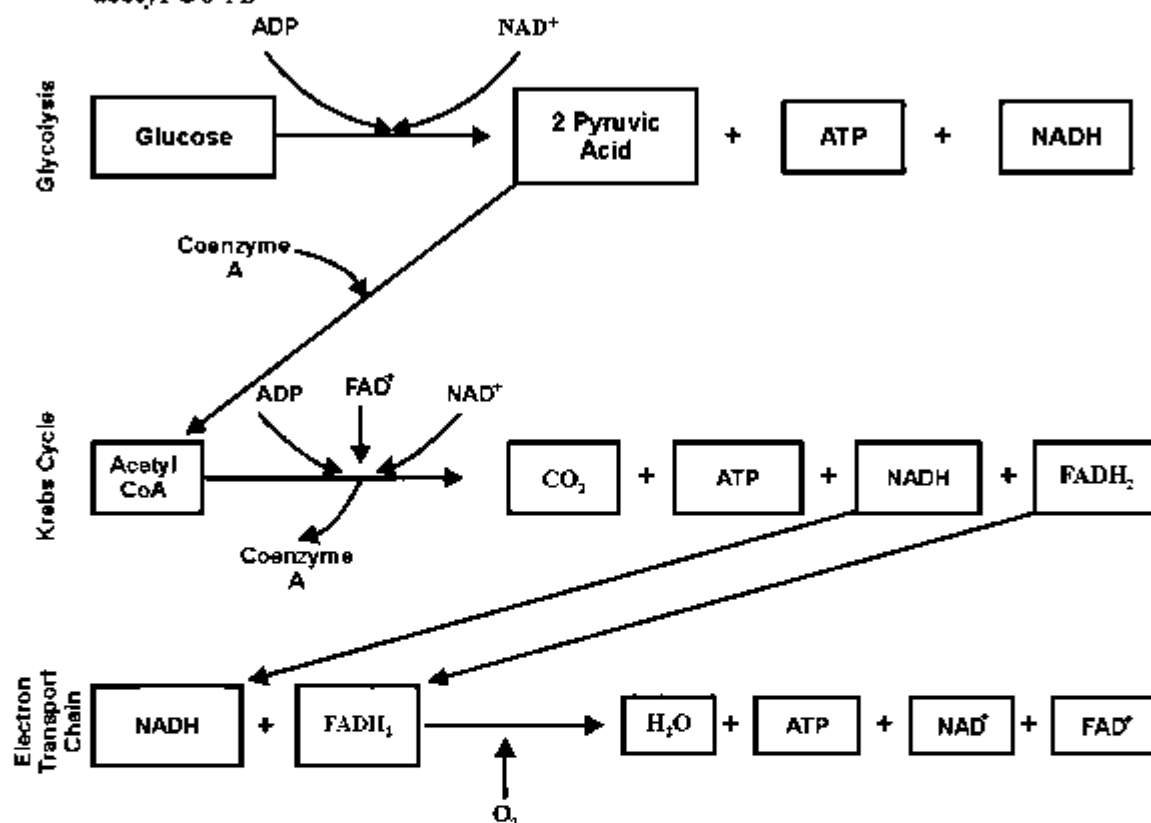 ADP NAD⁺
Glycolysis
Glucose
2 Pyruvic
Acid
+ ATP + NADH
Coenzyme
A
ADP FAD⁺ NAD⁺
Krebs Cycle
Acetyl
CoA
CO₂ + ATP + NADH + FADH₂
Coenzyme
A
Electron
Transport
Chain
NADH + FADH₂ H₂O + ATP + NAD⁺ + FAD⁺
O₂